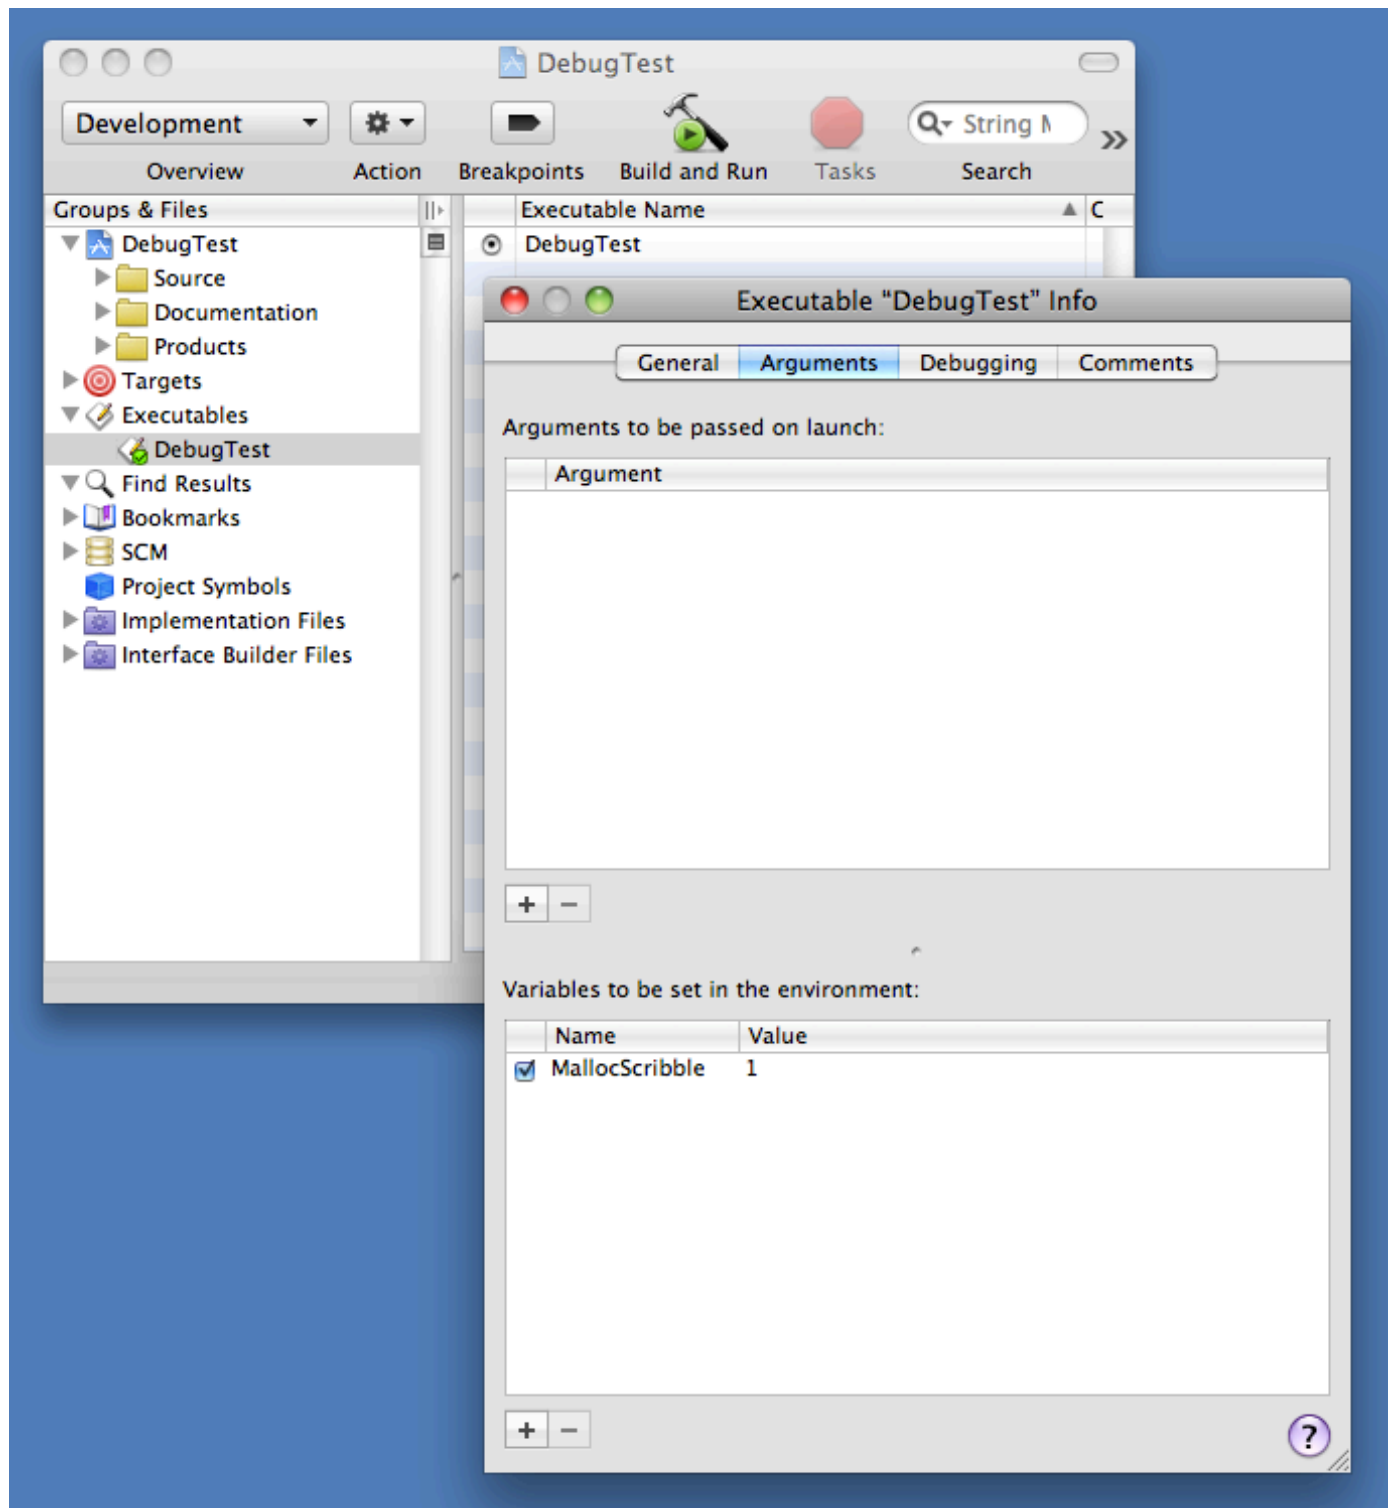 DebugTest
Development
String M
Overview
Action
Breakpoints
Build and Run
Tasks
Search
Groups & Files
Executable Name
C
DebugTest
DebugTest
Source
Documentation
Products
Targets
Executables
DebugTest
Find Results
Bookmarks
SCM
Project Symbols
Implementation Files
Interface Builder Files
Executable "DebugTest" Info
General
Arguments
Debugging
Comments
Arguments to be passed on launch:
Argument
+ −
Variables to be set in the environment:
Name
Value
MallocScribble
1
+ −
?